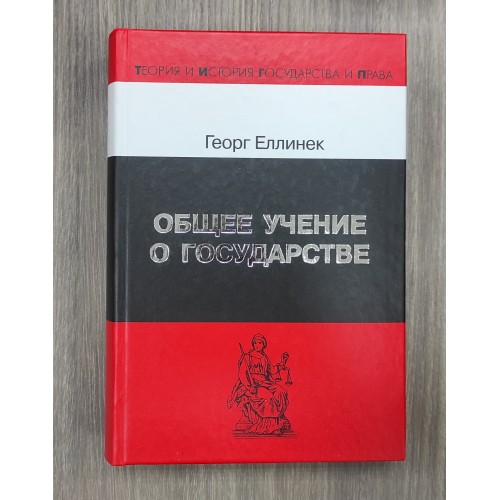 Теория и История Государства и Права
Георг Еллинек
ОБЩЕЕ УЧЕНИЕ
О ГОСУДАРСТВЕ